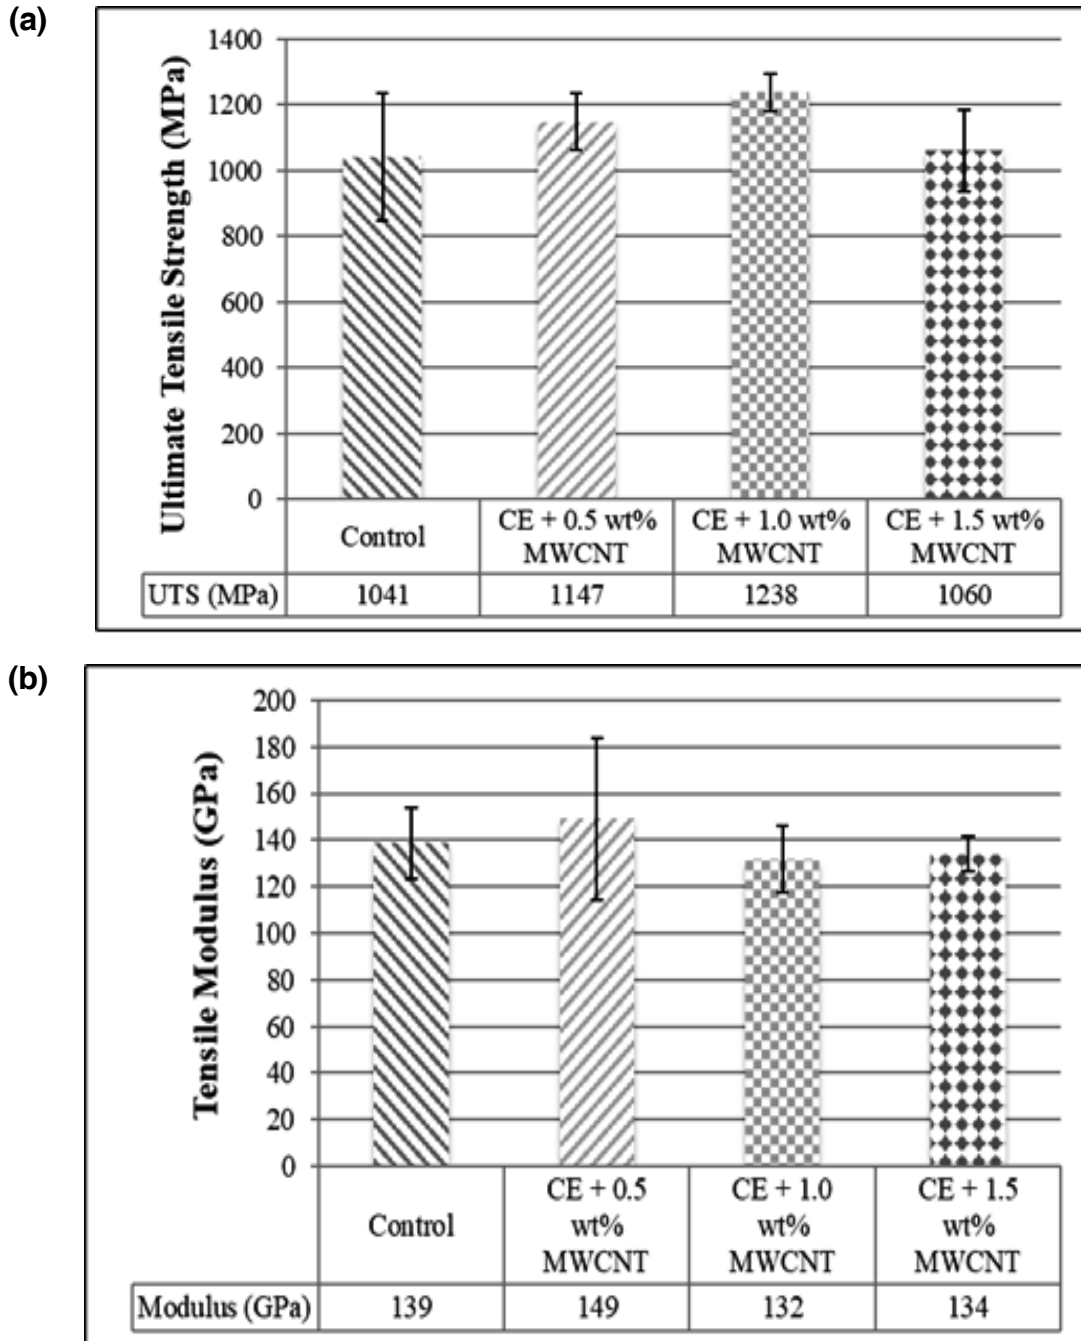 (a)
Ultimate Tensile Strength (MPa)
1400
1200
1000
800
600
400
200
0
Control
CE + 0.5 wt%
MWCNT
CE + 1.0 wt%
MWCNT
CE + 1.5 wt%
MWCNT
UTS (MPa) 1041 1147 1238 1060
(b)
Tensile Modulus (GPa)
200
180
160
140
120
100
80
60
40
20
0
Control
CE + 0.5
wt%
MWCNT
CE + 1.0
wt%
MWCNT
CE + 1.5
wt%
MWCNT
Modulus (GPa) 139 149 132 134